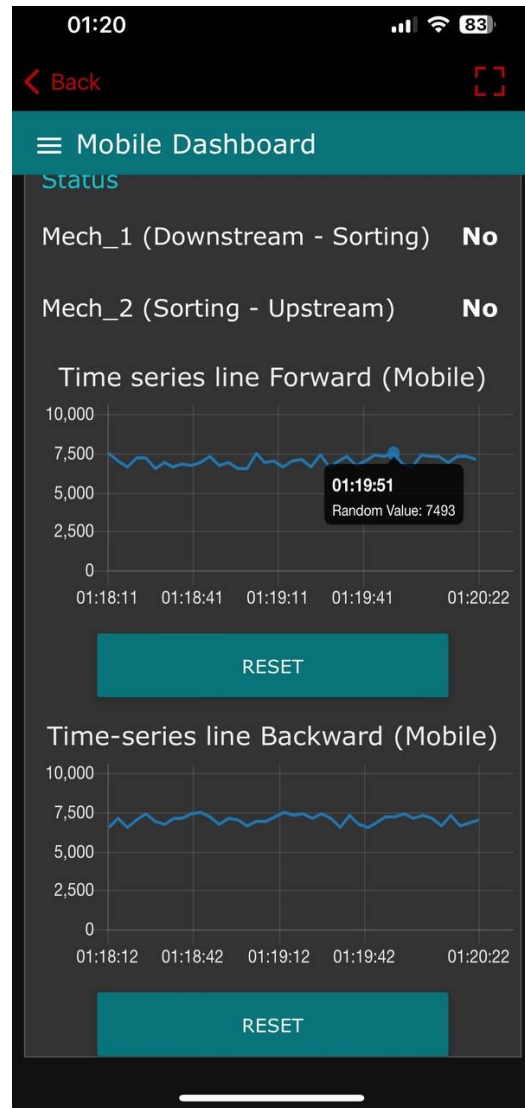 01:20
83
Back
Mobile Dashboard
Status
Mech_1 (Downstream - Sorting) No
Mech_2 (Sorting - Upstream) No
Time series line Forward (Mobile)
10,000
7,500
5,000
2,500
0
01:19:51
Random Value: 7493
01:18:11 01:18:41 01:19:11 01:19:41 01:20:22
RESET
Time-series line Backward (Mobile)
10,000
7,500
5,000
2,500
0
01:18:12 01:18:42 01:19:12 01:19:42 01:20:22
RESET